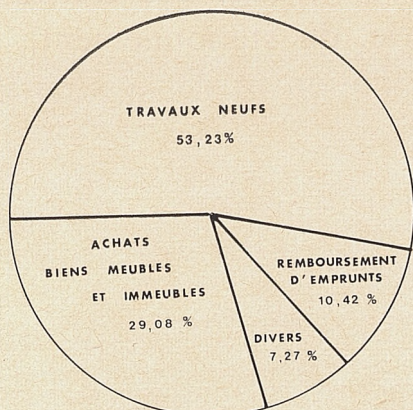 TRAVAUX NEUFS
53,23%
ACHATS
BIENS MEUBLES
ET IMMEUBLES
29,08 %
REMBOURSEMENT
D'EMPRUNTS
10,42 %
DIVERS
7,27 %